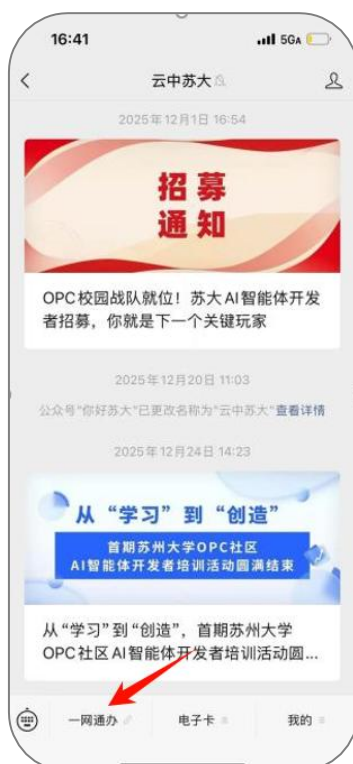 16:41
5GA
云中苏大
2025年12月1日 16:54
招募
通知
OPC校园战队就位！苏大AI智能体开发
者招募，你就是下一个关键玩家
2025年12月20日 11:03
公众号“你好苏大”已更改名称为“云中苏大”查看详情
2025年12月24日 14:23
从“学习”到“创造”
首期苏州大学OPC社区
AI智能体开发者培训活动圆满结束
从“学习”到“创造”，首期苏州大学
OPC社区AI智能体开发者培训活动圆...
一网通办
电子卡
我的